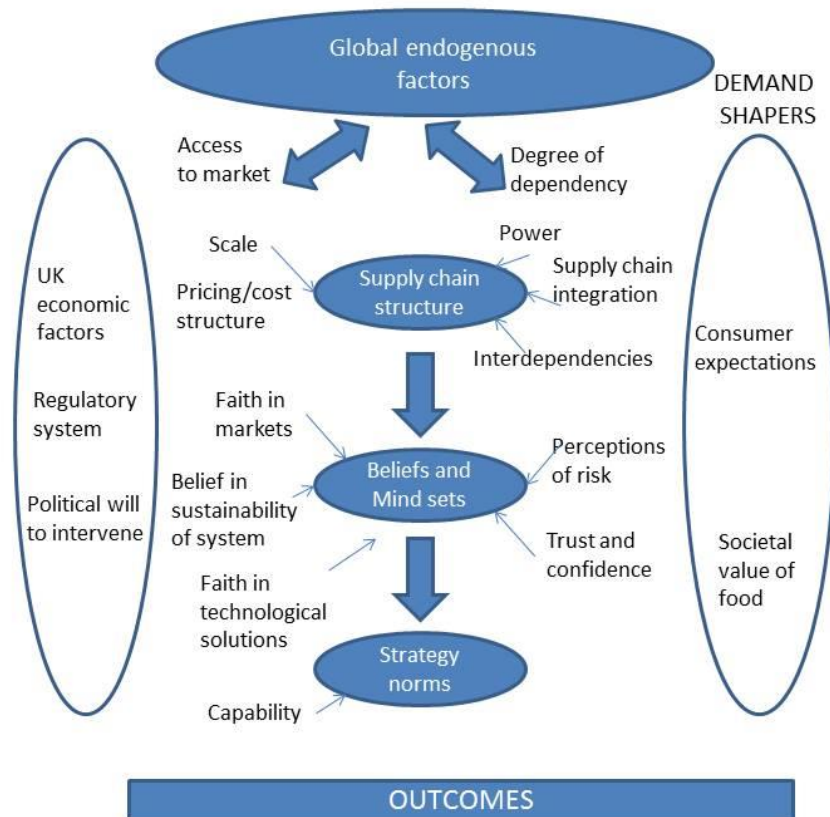 Global endogenous
factors
DEMAND
SHAPERS
Access
to market
Degree of
dependency
Scale
Power
Pricing/cost
structure
Supply chain
structure
Supply chain
integration
Interdependencies
UK
economic
factors
Regulatory
system
Political will
to intervene
Consumer
expectations
Societal
value of
food
Faith in
markets
Belief in
sustainability
of system
Faith in
technological
solutions
Beliefs and
Mind sets
Perceptions
of risk
Trust and
confidence
Strategy
norms
Capability
OUTCOMES